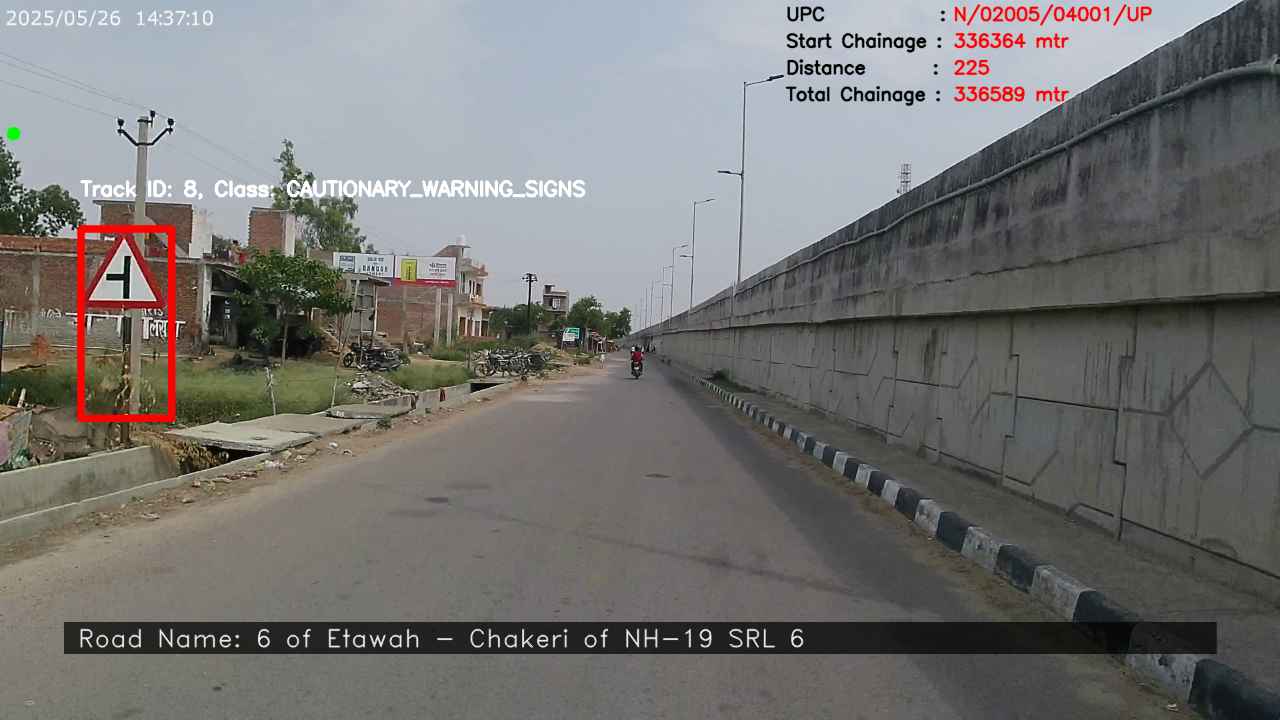 2025/05/26 14:37:10
UPC : N/02005/04001/UP
Start Chainage : 336364 mtr
Distance : 225
Total Chainage : 336589 mtr
Track ID: 8, Class: CAUTIONARY_WARNING_SIGNS
BANGUR
Road Name: 6 of Etawah - Chakeri of NH-19 SRL 6